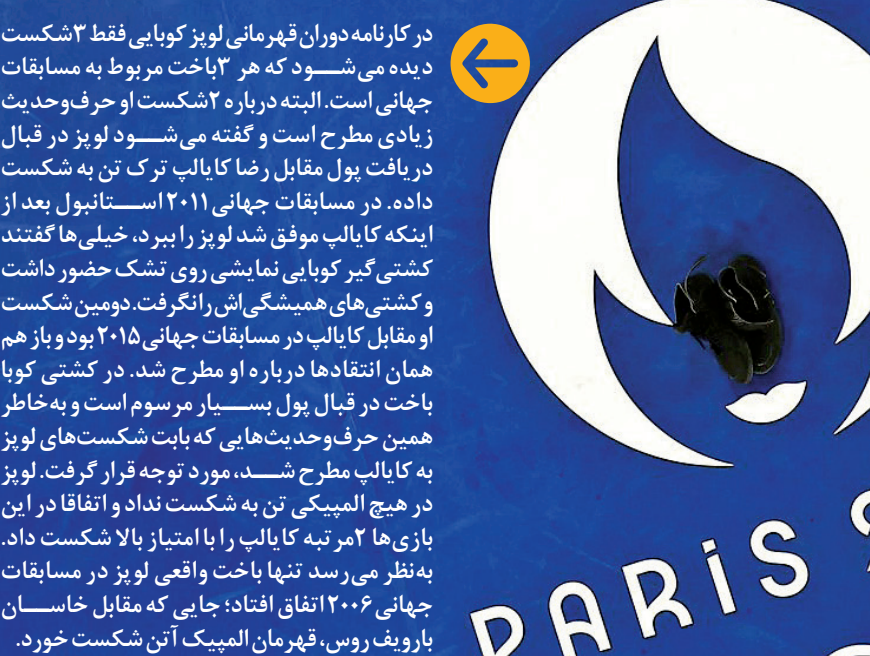 در کارنامه دوران قهرمانی لوپز کوبایی فقط ۳شکست
دیده می‌شـــود که هر ۳باخت مربوط به مسابقات
جهانی است. البته درباره ۲شکست او حرف‌وحدیث
زیادی مطرح است و گفته می‌شـــود لوپز در قبال
دریافت پول مقابل رضا کایالپ ترک تن به شکست
داده. در مسابقات جهانی ۲۰۱۱ اســـتانبول بعد از
اینکه کایالپ موفق شد لوپز را ببرد، خیلی‌ها گفتند
کشتی‌گیر کوبایی نمایشی روی تشک حضور داشت
و کشتی‌های همیشگی‌اش را نگرفت. دومین شکست
او مقابل کایالپ در مسابقات جهانی ۲۰۱۵ بود و باز هم
همان انتقادها درباره او مطرح شد. در کشتی کوبا
باخت در قبال پول بســـیار مرسوم است و به‌خاطر
همین حرف‌وحدیث‌هایی که بابت شکست‌های لوپز
به کایالپ مطرح شـــد، مورد توجه قرار گرفت. لوپز
در هیچ المپیکی تن به شکست نداد و اتفاقا در این
بازی‌ها ۲مرتبه کایالپ را با امتیاز بالا شکست داد.
به‌نظر می‌رسد تنها باخت واقعی لوپز در مسابقات
جهانی ۲۰۰۶ اتفاق افتاد؛ جایی که مقابل خاســـان
بارویف روس، قهرمان المپیک آتن شکست خورد.
PARIS